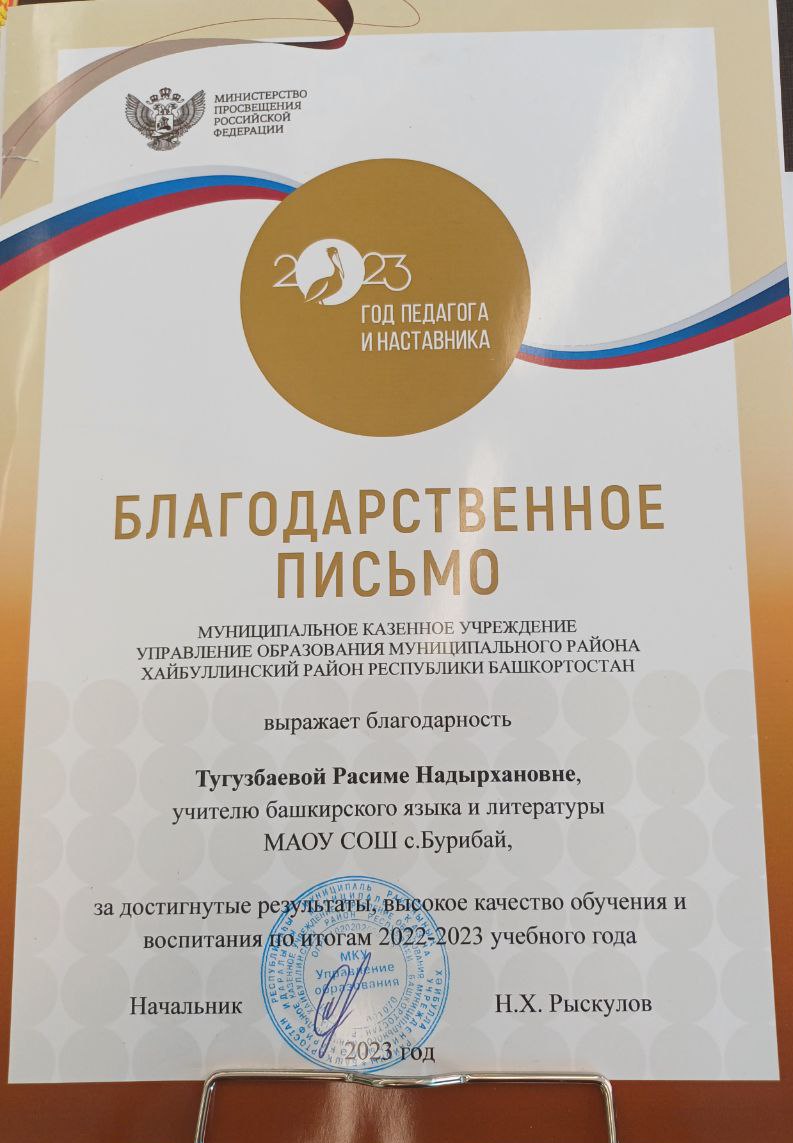 МИНИСТЕРСТВО
ПРОСВЕЩЕНИЯ
РОССИЙСКОЙ
ФЕДЕРАЦИИ
2023
ГОД ПЕДАГОГА
И НАСТАВНИКА
БЛАГОДАРСТВЕННОЕ
ПИСЬМО
МУНИЦИПАЛЬНОЕ КАЗЕННОЕ УЧРЕЖДЕНИЕ
УПРАВЛЕНИЕ ОБРАЗОВАНИЯ МУНИЦИПАЛЬНОГО РАЙОНА
ХАЙБУЛЛИНСКИЙ РАЙОН РЕСПУБЛИКИ БАШКОРТОСТАН
выражает благодарность
Тугузбаевой Расиме Надырхановне,
учителю башкирского языка и литературы
МАОУ СОШ с.Бурибай,
за достигнутые результаты, высокое качество обучения и
воспитания по итогам 2022-2023 учебного года
МКУ
Управление
образования
Начальник Н.Х. Рыскулов
2023 год